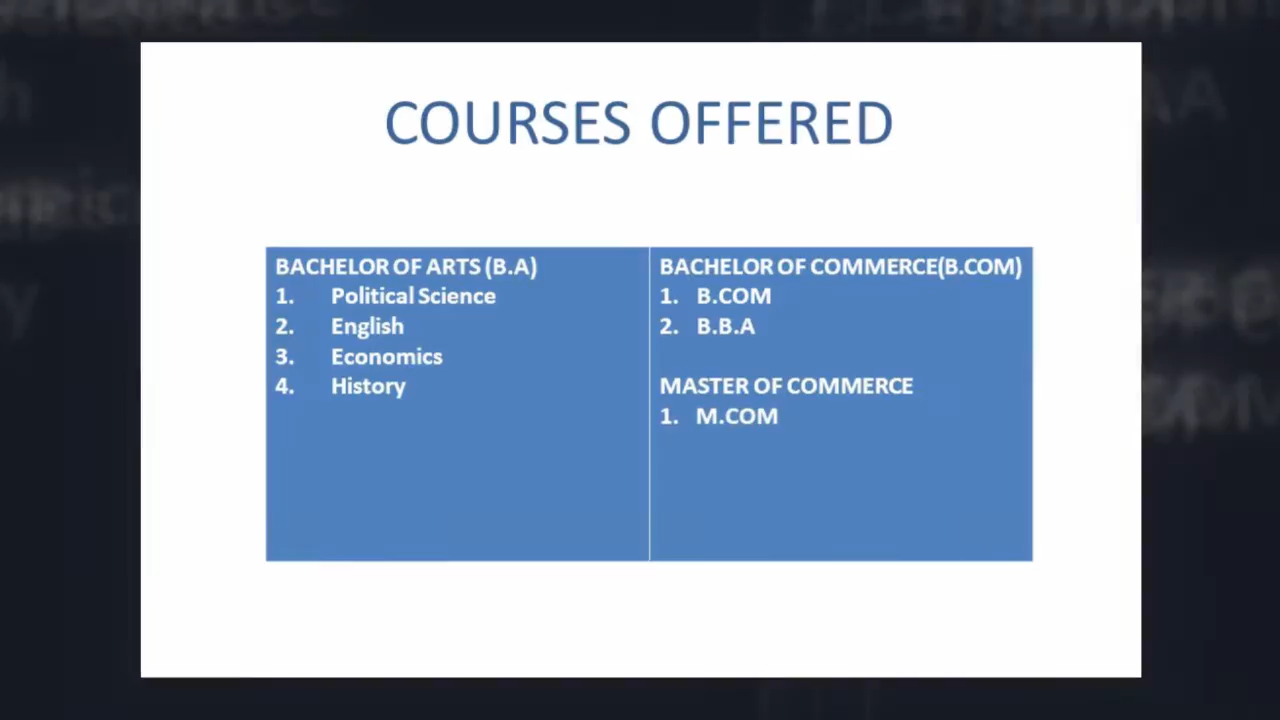 COURSES OFFERED
BACHELOR OF ARTS (B.A)
1. Political Science
2. English
3. Economics
4. History
BACHELOR OF COMMERCE(B.COM)
1. B.COM
2. B.B.A
MASTER OF COMMERCE
1. M.COM